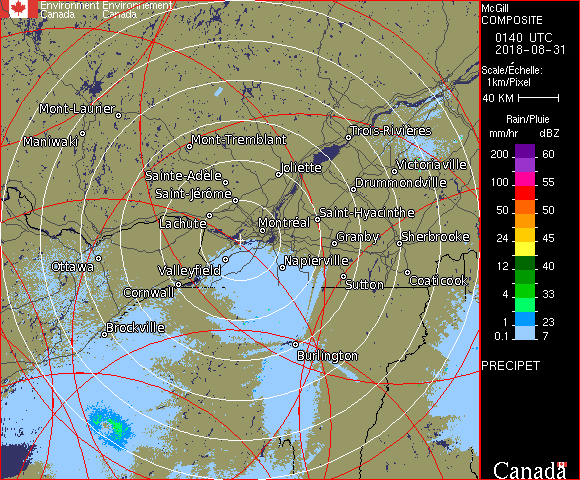 Environment Environnement
Canada Canada
McGill
COMPOSITE
0140 UTC
2018-08-31
Scale/Échelle:
1km/Pixel
40 KM
Rain/Pluie
mm/hr dBZ
200 60
100 55
50 50
24 45
12 40
4 33
1 23
0.1 7
PRECIPET
Canada
Mont-Laurier
Maniwaki
Mont-Tremblant
Trois-Rivières
Sainte-Adèle
Joliette
Victoriaville
Saint-Jérôme
Drummondville
Lachute
Montréal
Saint-Hyacinthe
Granby
Sherbrooke
Ottawa
Valleyfield
Napierville
Sutton
Coaticook
Cornwall
Brockville
Burlington